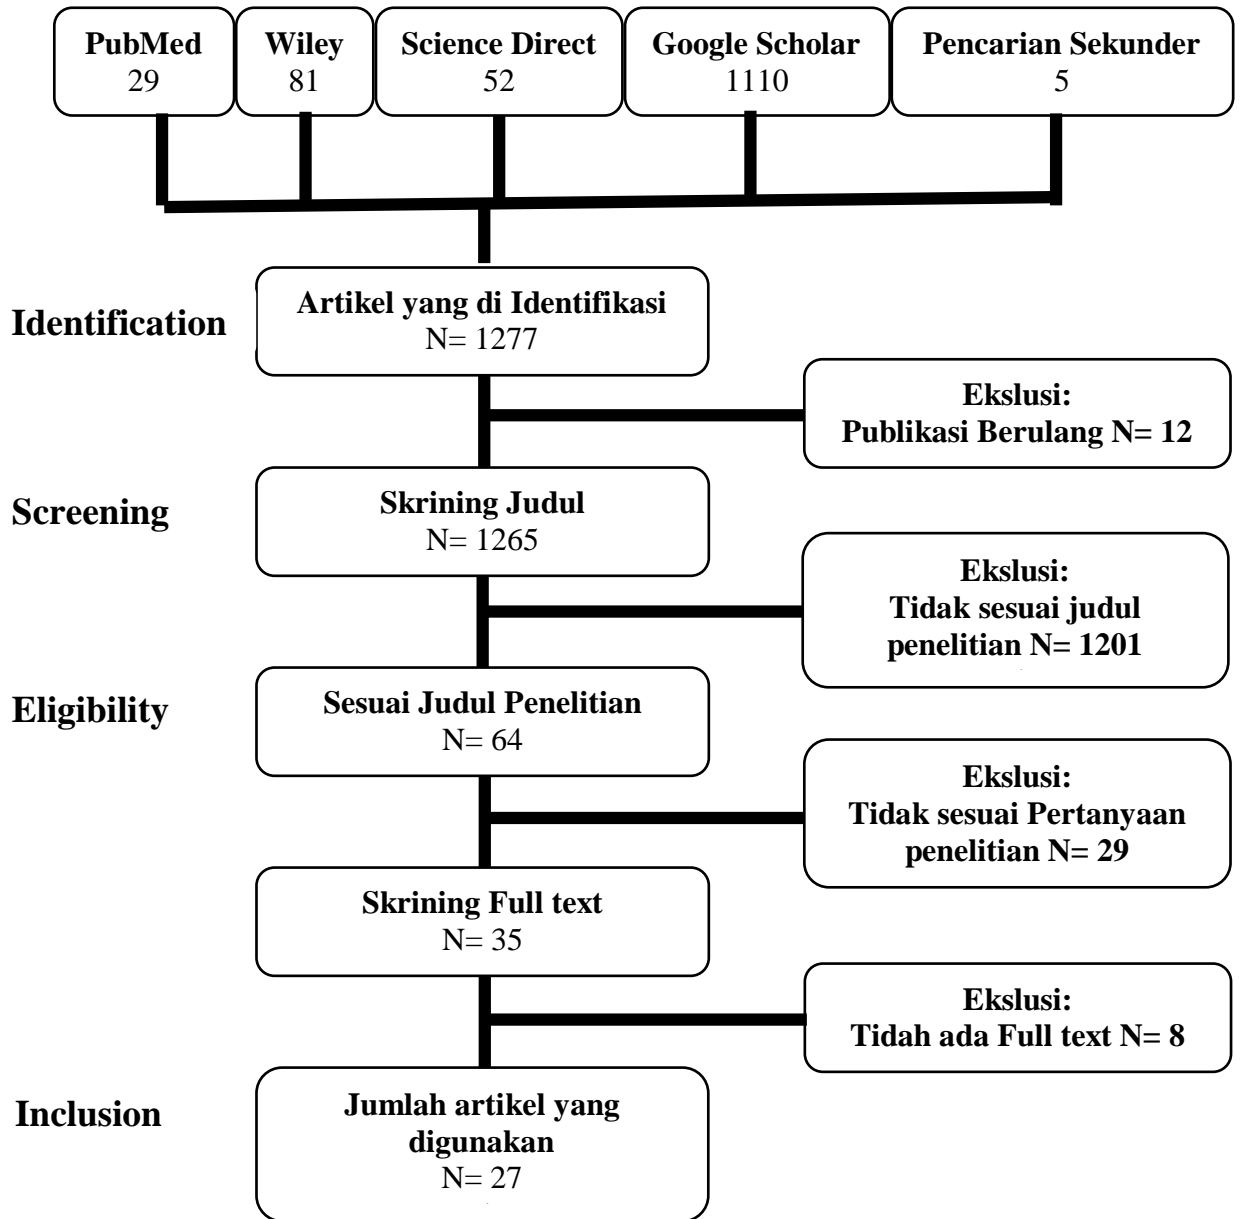 PubMed
29
Wiley
81
Science Direct
52
Google Scholar
1110
Pencarian Sekunder
5
Identification
Artikel yang di Identifikasi
N= 1277
Ekslusi:
Publikasi Berulang N= 12
Screening
Skrining Judul
N= 1265
Ekslusi:
Tidak sesuai judul
penelitian N= 1201
Eligibility
Sesuai Judul Penelitian
N= 64
Ekslusi:
Tidak sesuai Pertanyaan
penelitian N= 29
Skrining Full text
N= 35
Ekslusi:
Tidah ada Full text N= 8
Inclusion
Jumlah artikel yang
digunakan
N= 27